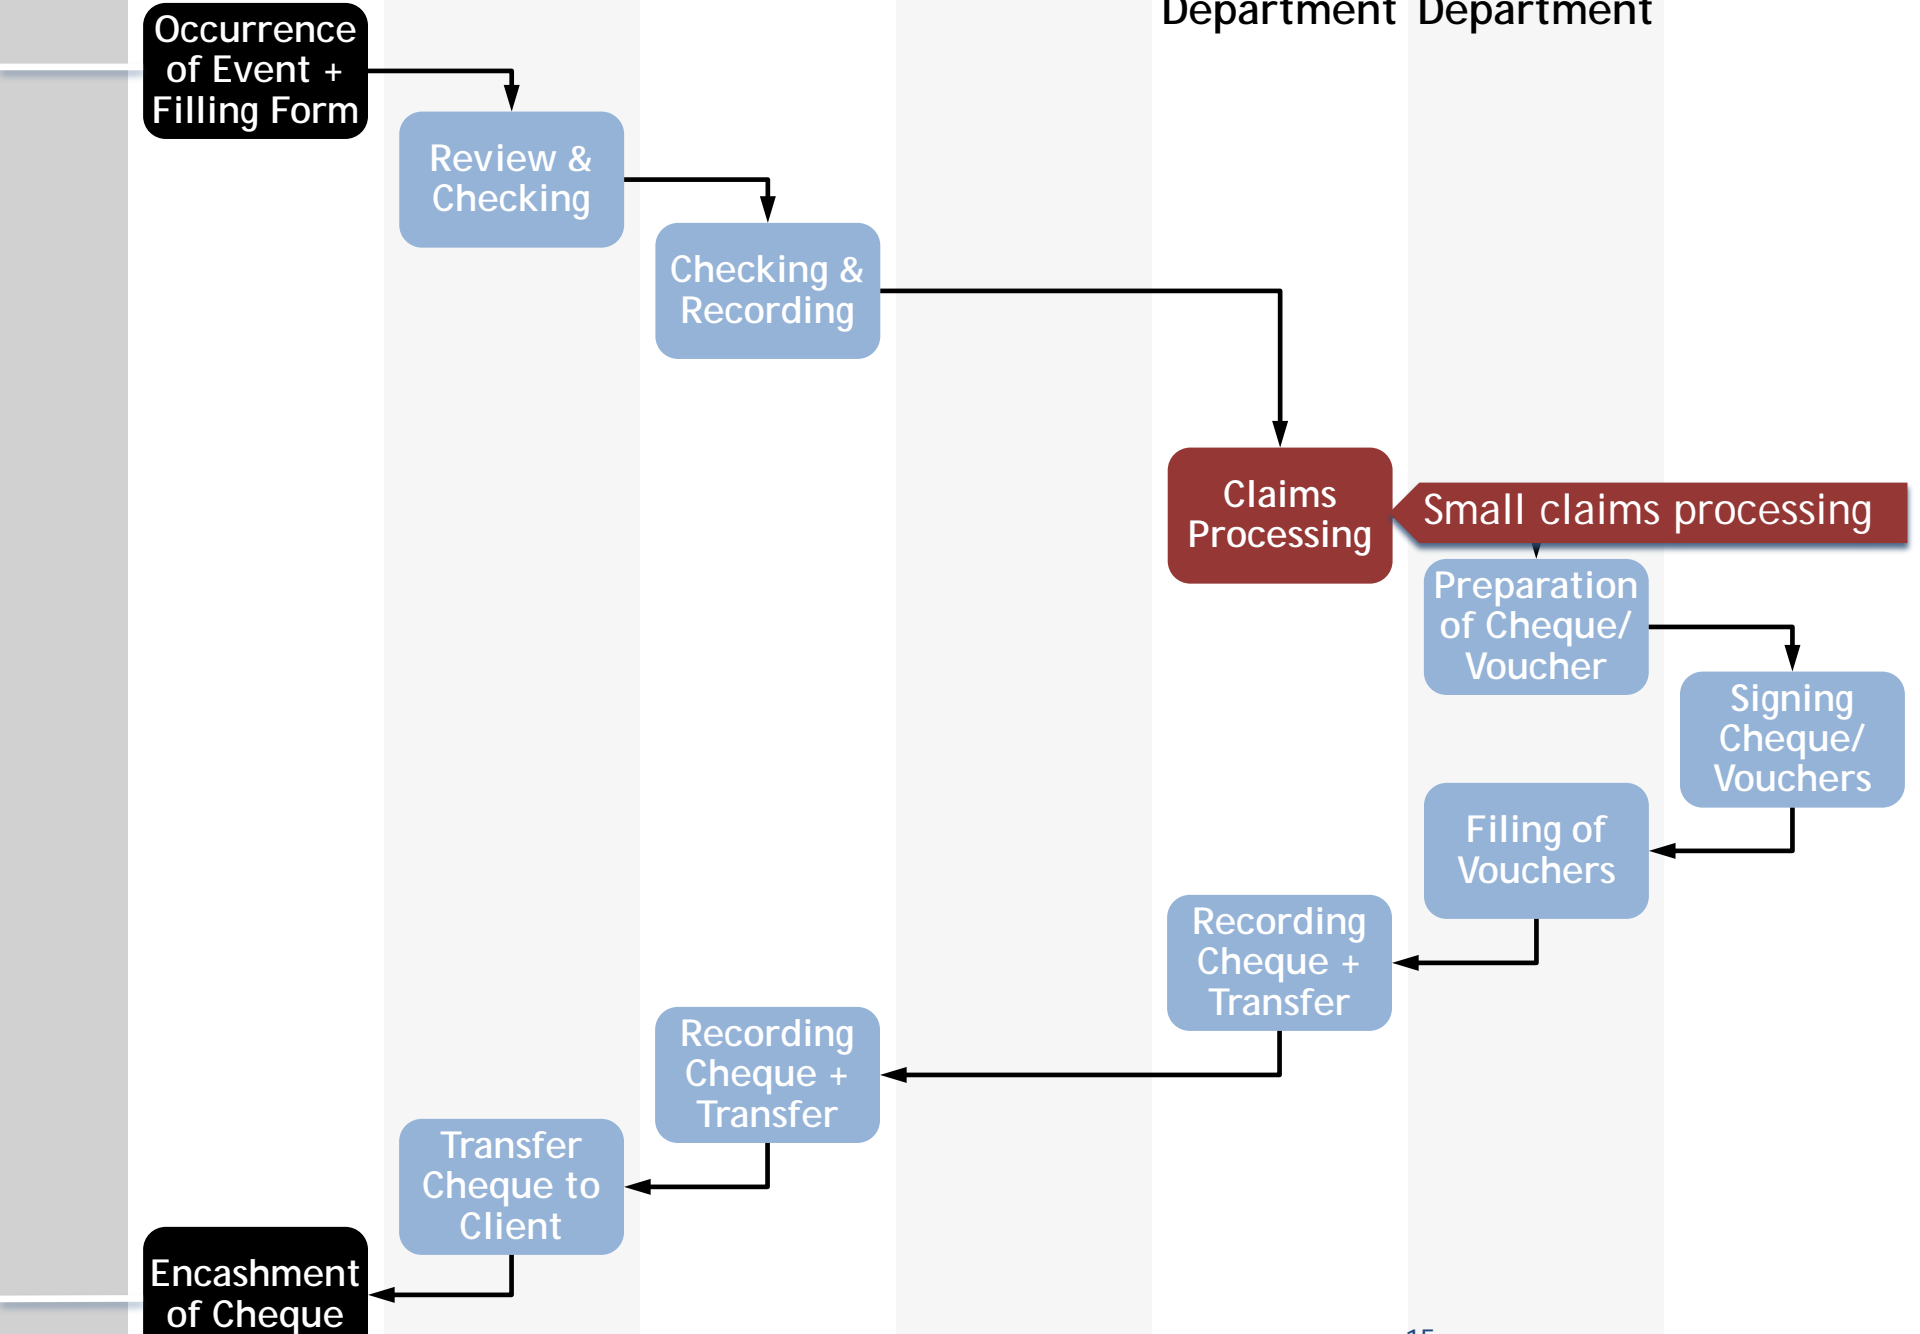 Department Department
Occurrence
of Event +
Filling Form
Review &
Checking
Checking &
Recording
Claims
Processing
Small claims processing
Preparation
of Cheque/
Voucher
Signing
Cheque/
Vouchers
Filing of
Vouchers
Recording
Cheque +
Transfer
Recording
Cheque +
Transfer
Transfer
Cheque to
Client
Encashment
of Cheque